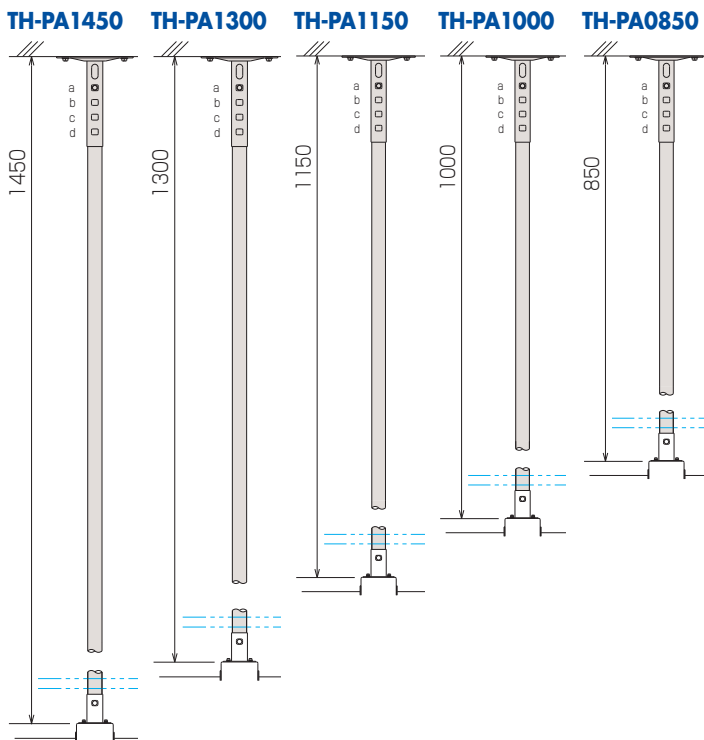 TH-PA1450 TH-PA1300 TH-PA1150 TH-PA1000 TH-PA0850
a a a a a
b b b b b
c c c c c
d d d d d
1450 1300 1150 1000 850